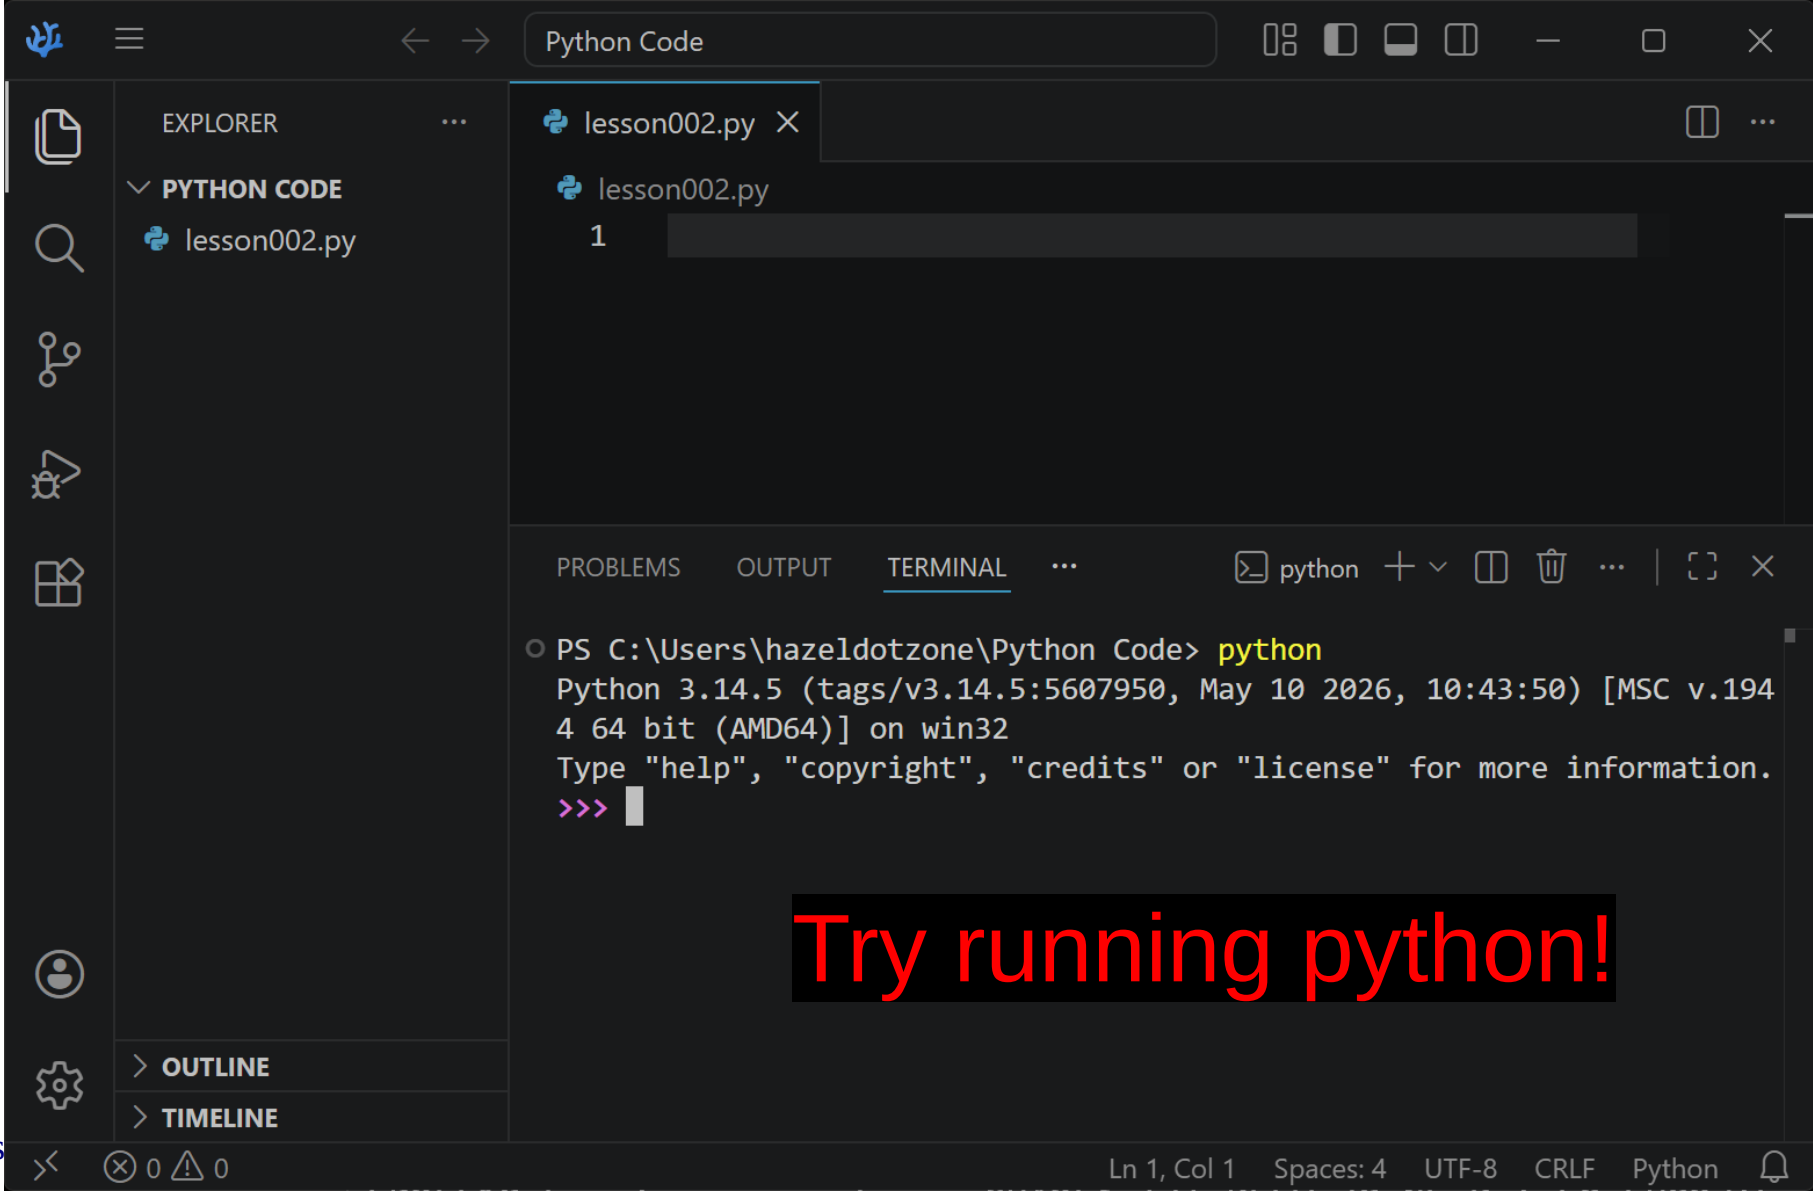 Python Code
EXPLORER
PYTHON CODE
lesson002.py
OUTLINE
TIMELINE
lesson002.py
lesson002.py
1
PROBLEMS OUTPUT TERMINAL
python
PS C:\Users\hazeldotzone\Python Code> python
Python 3.14.5 (tags/v3.14.5:5607950, May 10 2026, 10:43:50) [MSC v.194
4 64 bit (AMD64)] on win32
Type "help", "copyright", "credits" or "license" for more information.
>>>
Try running python!
0 0
Ln 1, Col 1 Spaces: 4 UTF-8 CRLF Python